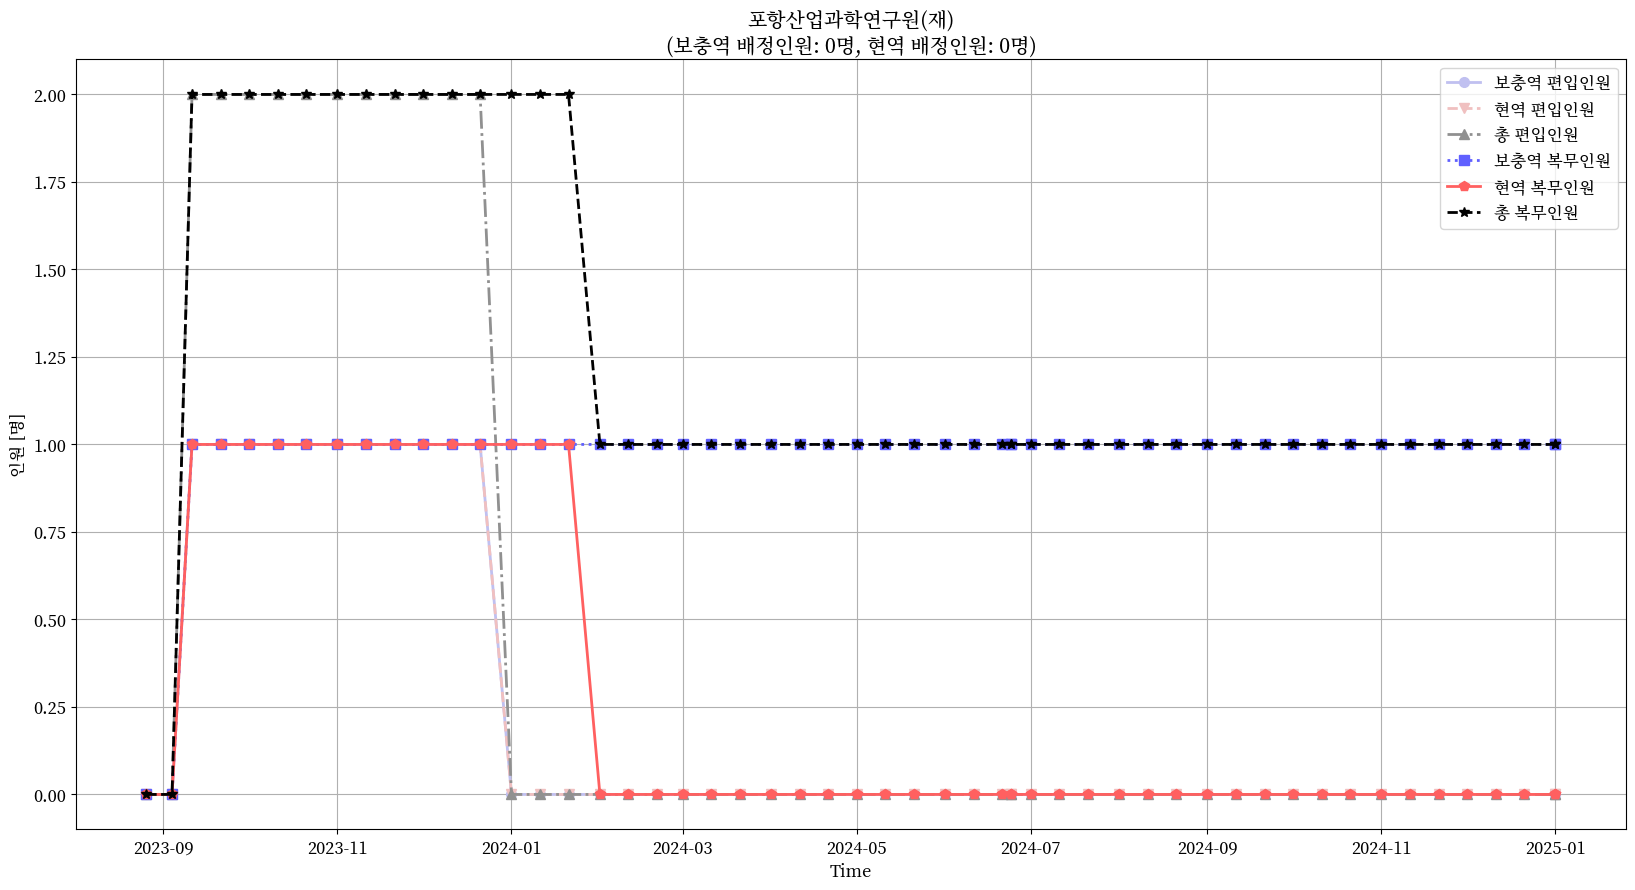 포항산업과학연구원(재)
(보충역 배정인원: 0명, 현역 배정인원: 0명)
보충역 편입인원
현역 편입인원
총 편입인원
보충역 복무인원
현역 복무인원
총 복무인원
인원 [명]
2.00
1.75
1.50
1.25
1.00
0.75
0.50
0.25
0.00
2023-09 2023-11 2024-01 2024-03 2024-05 2024-07 2024-09 2024-11 2025-01
Time